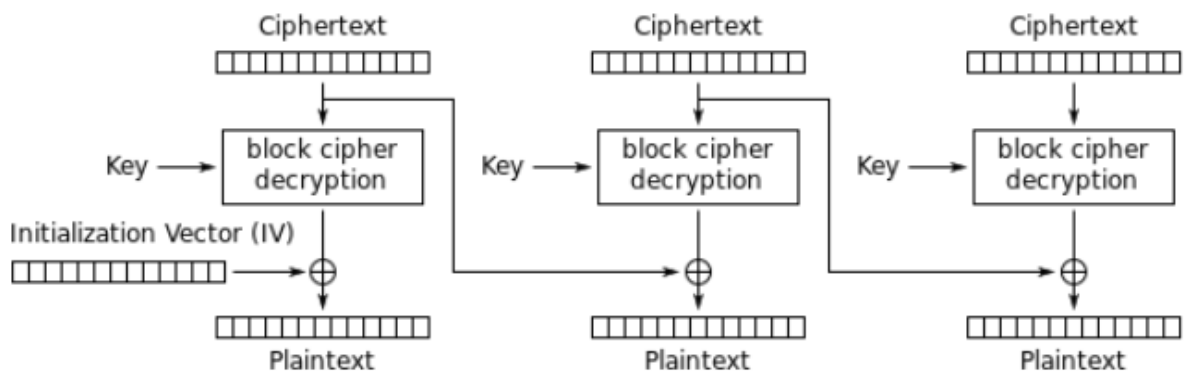 Ciphertext
Ciphertext
Ciphertext
Key
block cipher
decryption
Key
block cipher
decryption
Key
block cipher
decryption
Initialization Vector (IV)
Plaintext
Plaintext
Plaintext